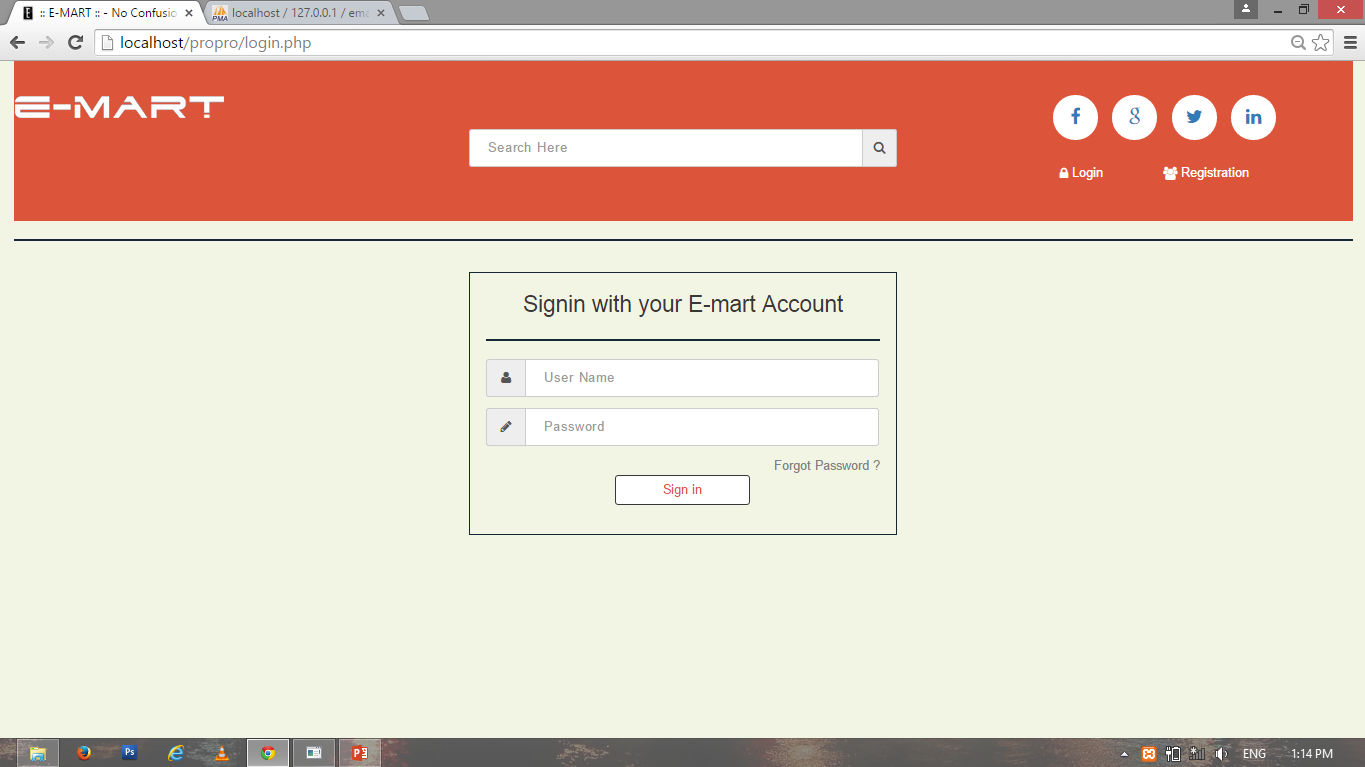 :: E-MART :: - No Confusio
localhost / 127.0.0.1 / ema
localhost/propro/login.php
E-MART
Search Here
Login
Registration
Signin with your E-mart Account
User Name
Password
Forgot Password ?
Sign in
ENG
1:14 PM